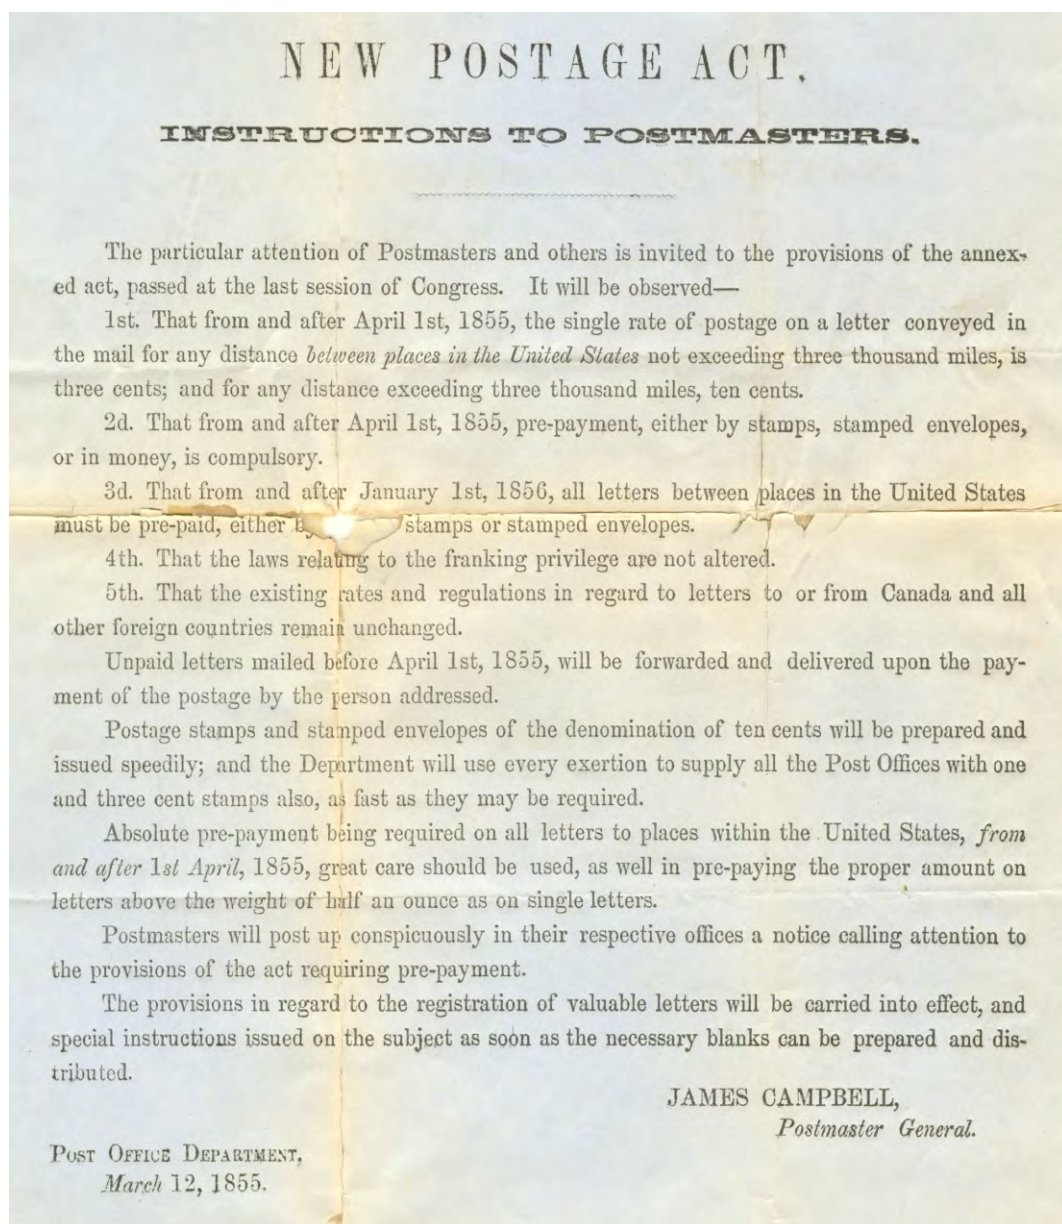 NEW POSTAGE ACT.
INSTRUCTIONS TO POSTMASTERS.
The particular attention of Postmasters and others is invited to the provisions of the annex-
ed act, passed at the last session of Congress. It will be observed—
1st. That from and after April 1st, 1855, the single rate of postage on a letter conveyed in
the mail for any distance between places in the United States not exceeding three thousand miles, is
three cents; and for any distance exceeding three thousand miles, ten cents.
2d. That from and after April 1st, 1855, pre-payment, either by stamps, stamped envelopes,
or in money, is compulsory.
3d. That from and after January 1st, 1856, all letters between places in the United States
must be pre-paid, either by stamps or stamped envelopes.
4th. That the laws relating to the franking privilege are not altered.
5th. That the existing rates and regulations in regard to letters to or from Canada and all
other foreign countries remain unchanged.
Unpaid letters mailed before April 1st, 1855, will be forwarded and delivered upon the pay-
ment of the postage by the person addressed.
Postage stamps and stamped envelopes of the denomination of ten cents will be prepared and
issued speedily; and the Department will use every exertion to supply all the Post Offices with one
and three cent stamps also, as fast as they may be required.
Absolute pre-payment being required on all letters to places within the United States, from
and after 1st April, 1855, great care should be used, as well in pre-paying the proper amount on
letters above the weight of half an ounce as on single letters.
Postmasters will post up conspicuously in their respective offices a notice calling attention to
the provisions of the act requiring pre-payment.
The provisions in regard to the registration of valuable letters will be carried into effect, and
special instructions issued on the subject as soon as the necessary blanks can be prepared and dis-
tributed.
JAMES CAMPBELL,
Postmaster General.
POST OFFICE DEPARTMENT,
March 12, 1855.